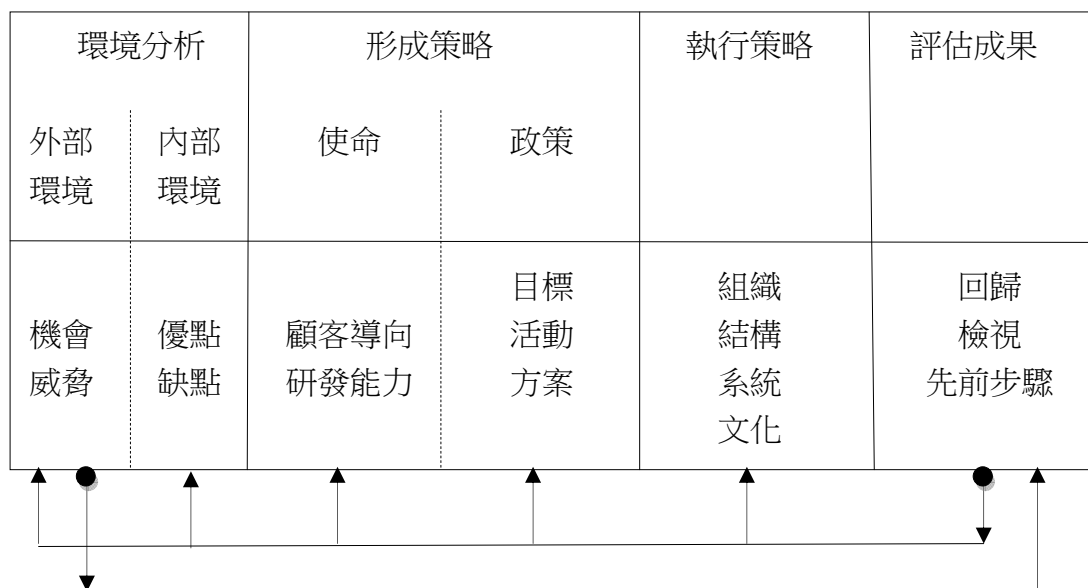 環境分析
形成策略
執行策略
評估成果
外部
環境
內部
環境
使命
政策
機會
威脅
優點
缺點
顧客導向
研發能力
目標
活動
方案
組織
結構
系統
文化
回歸
檢視
先前步驟